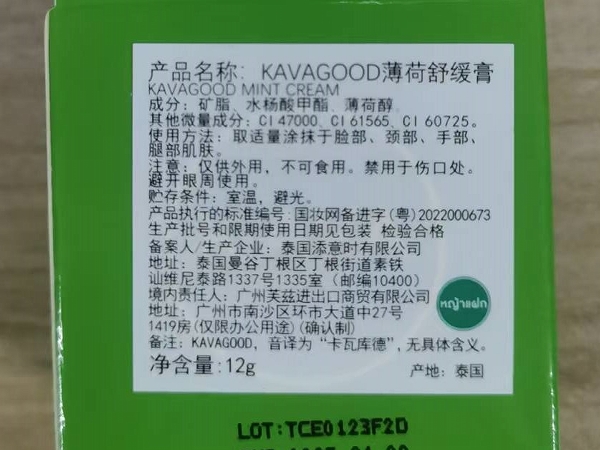 产品名称：KAVAGOOD薄荷舒缓膏
KAVAGOOD MINT CREAM
成分：矿脂、水杨酸甲酯、薄荷醇
其他微量成分：CI 47000、CI 61565、CI 60725。
使用方法：取适量涂抹于脸部、颈部、手部、
腿部肌肤。
注意：仅供外用，不可食用。禁用于伤口处。
避开眼周使用。
贮存条件：室温，避光。
产品执行的标准编号：国妆网备进字（粤）2022000673
生产批号和限期使用日期见包装 检验合格
备案人/生产企业：泰国添意时有限公司
地址：泰国曼谷丁根区丁根街道素铁
讪维尼泰路1337号1335室（邮编10400）
境内责任人：广州芙兹进出口商贸有限公司
地址：广州市南沙区环市大道中27号
1419房(仅限办公用途)(确认制)
备注：KAVAGOOD，音译为“卡瓦库德”，无具体含义。
净含量:12g
产地：泰国
หญ้าแฝก
LOT:TCE0123F2D